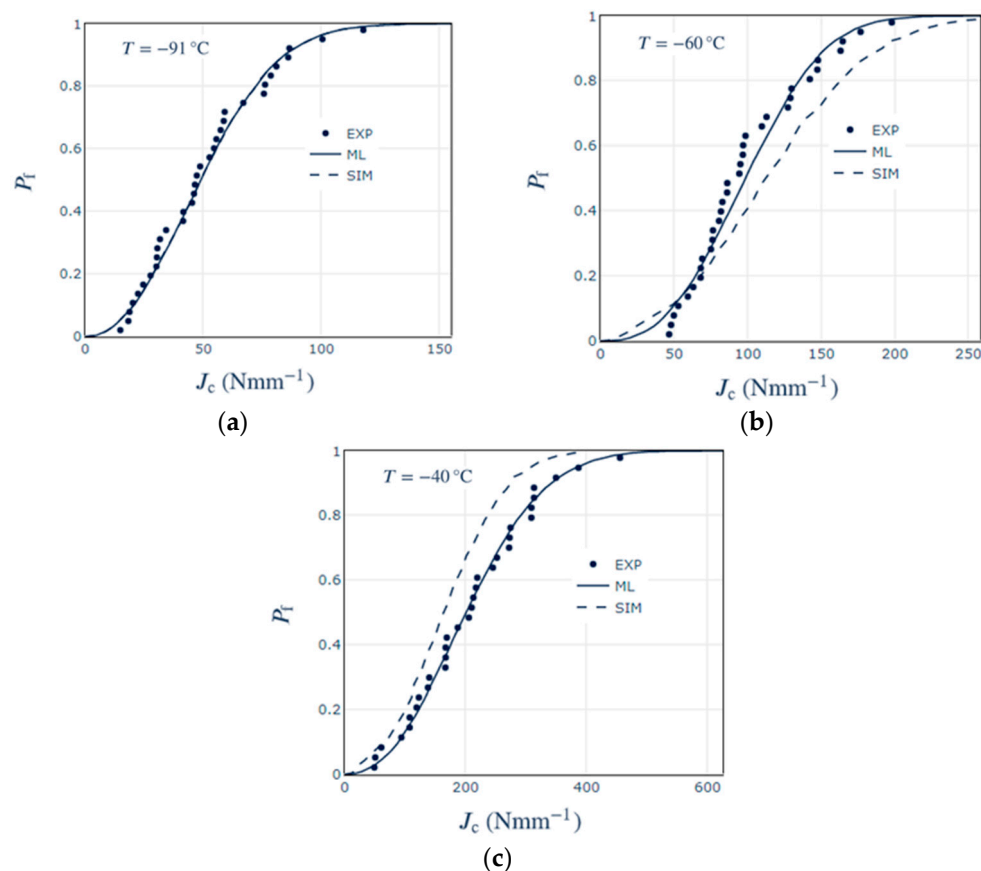 1
T = −91 °C
0.8
EXP
0.6
ML
SIM
Pf
0.4
0.2
0
0
50
100
150
Jc (Nmm−1)
(a)
1
T = −60 °C
0.8
EXP
0.6
ML
SIM
Pf
0.4
0.2
0
0
50
100
150
200
250
Jc (Nmm−1)
(b)
1
T = −40 °C
0.8
EXP
0.6
ML
SIM
Pf
0.4
0.2
0
0
200
400
600
Jc (Nmm−1)
(c)